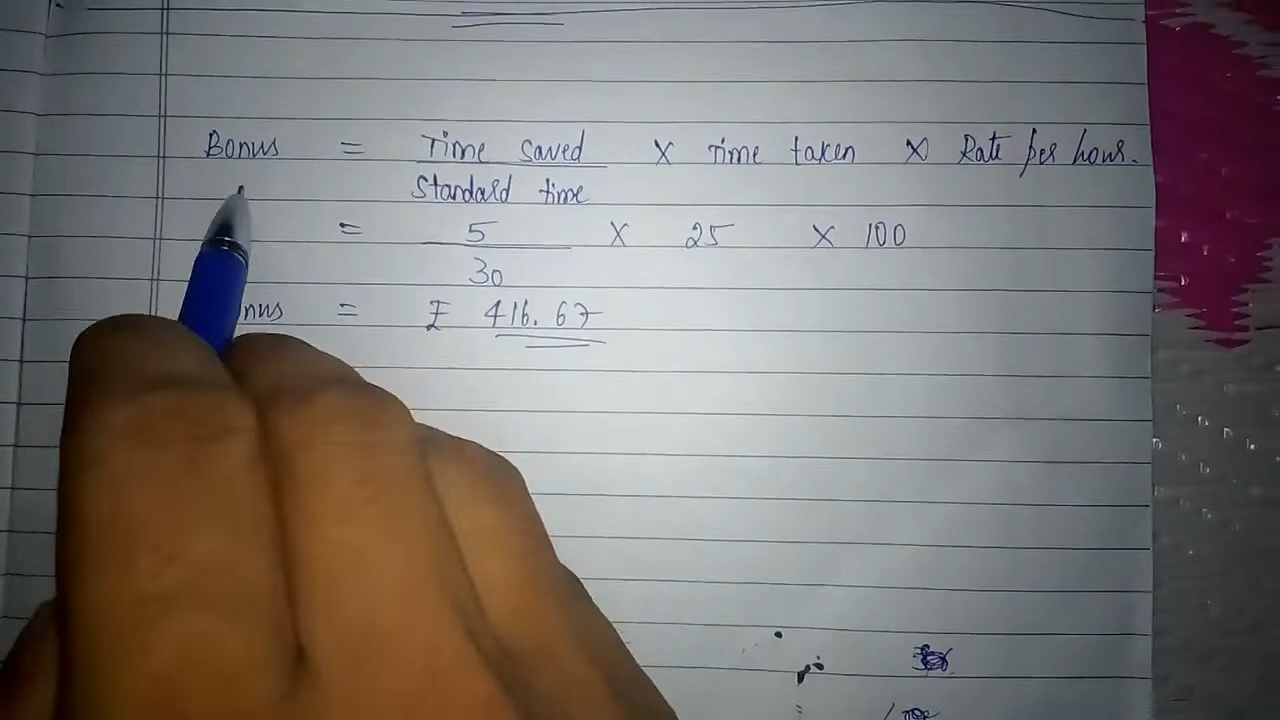 Bonus = Time saved / Standard time X Time taken X Rate per hour.
= 5 / 30 X 25 X 100
nus = ₹ 416.67